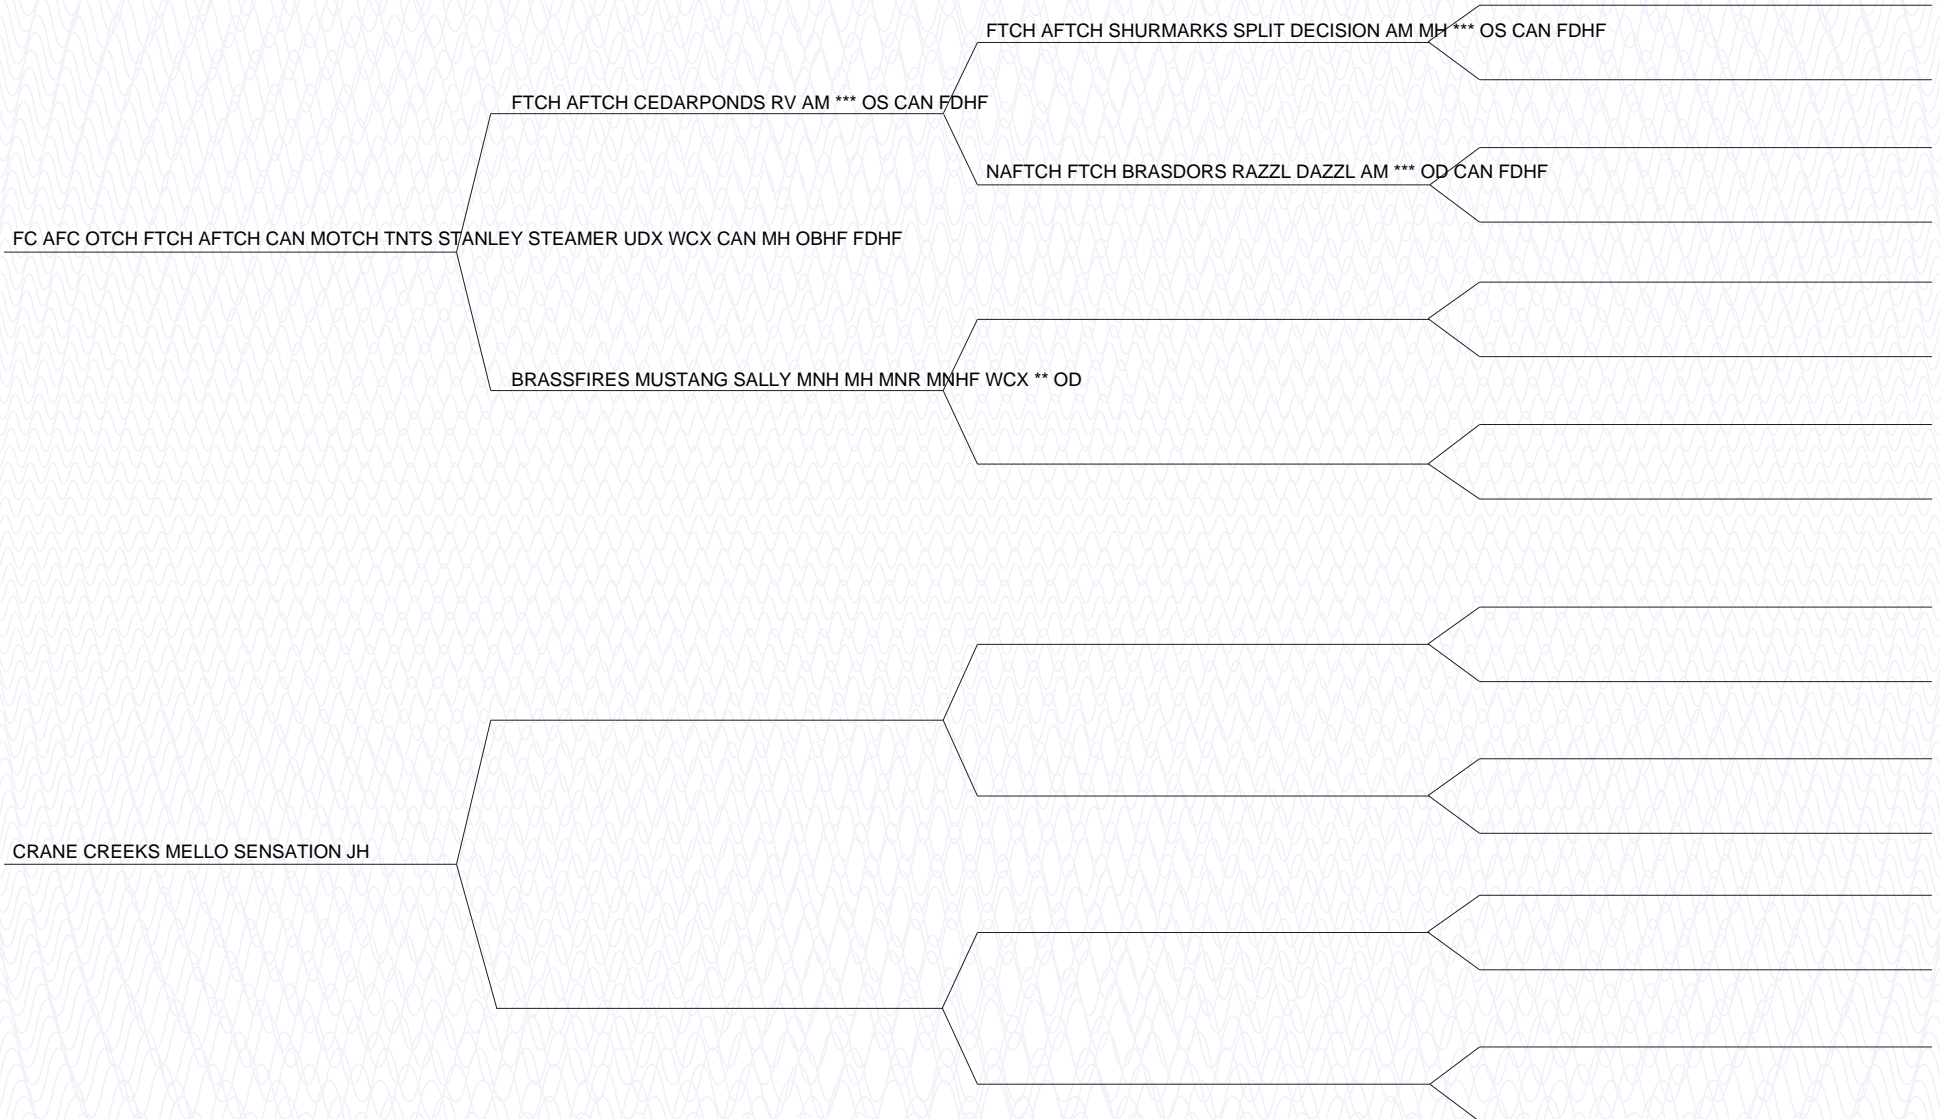 FTCH AFTCH SHURMARKS SPLIT DECISION AM MH *** OS CAN FDHF
FTCH AFTCH CEDARPONDS RV AM *** OS CAN FDHF
NAFTCH FTCH BRASDORS RAZZL DAZZL AM *** OD CAN FDHF
FC AFC OTCH FTCH AFTCH CAN MOTCH TNTS STANLEY STEAMER UDX WCX CAN MH OBHF FDHF
BRASSFIRES MUSTANG SALLY MNH MH MNR MNHF WCX ** OD
CRANE CREEKS MELLO SENSATION JH